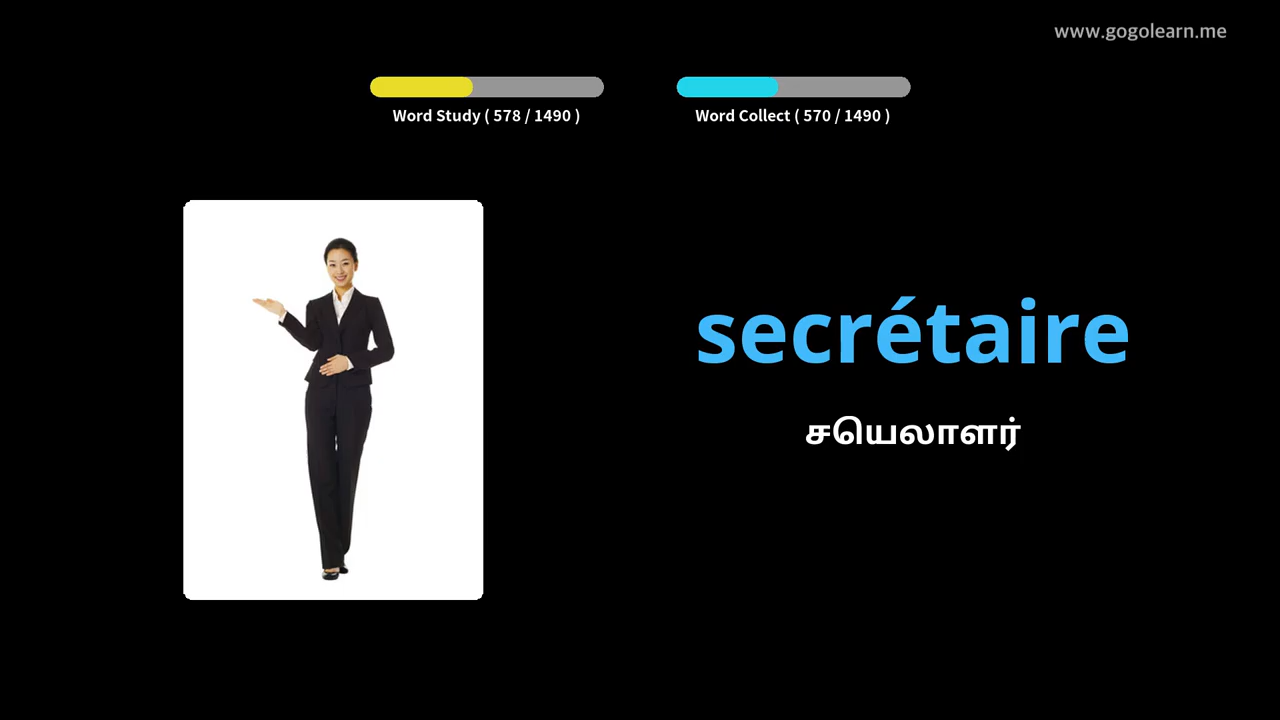 www.gogolearn.me
Word Study ( 578 / 1490 )
Word Collect ( 570 / 1490 )
secrétaire
சயெலாளர்